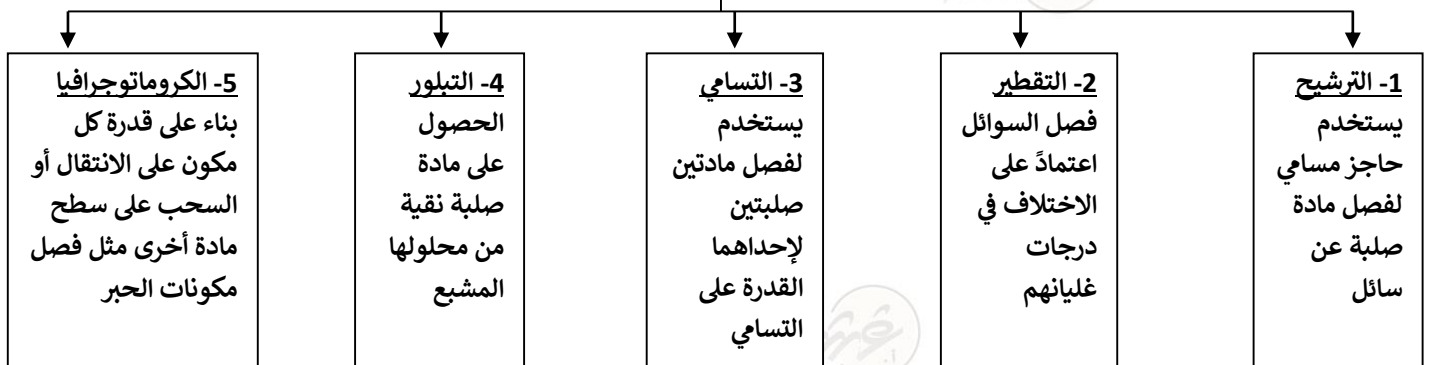 1- الترشيح
يستخدم
حاجز مسامي
لفصل مادة
صلبة عن
سائل
2- التقطير
فصل السوائل
اعتمادً على
الاختلاف في
درجات
غليانهم
3- التسامي
يستخدم
لفصل مادتين
صلبتين
لإحداهما
القدرة على
التسامي
4- التبلور
الحصول
على مادة
صلبة نقية
من محلولها
المشبع
5- الكروماتوجرافيا
بناء على قدرة كل
مكون على الانتقال أو
السحب على سطح
مادة أخرى مثل فصل
مكونات الحبر